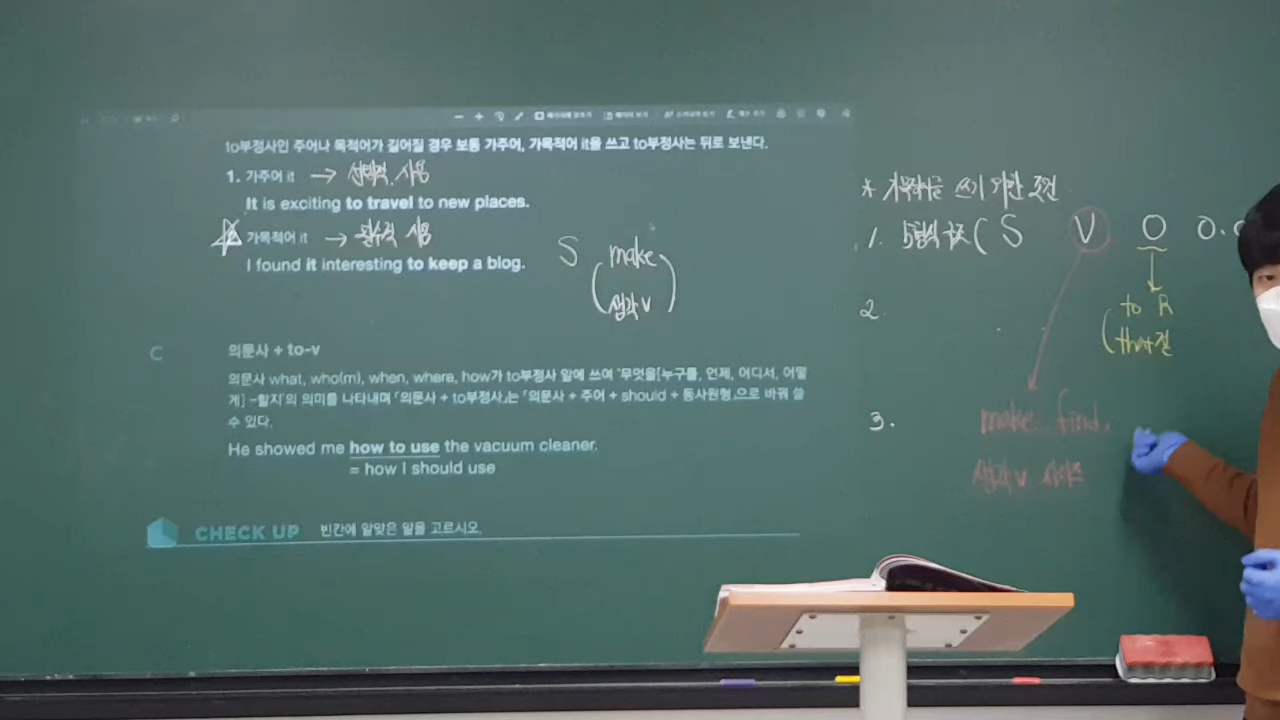 to부정사인 주어나 목적어가 길어질 경우 보통 가주어, 가목적어 it을 쓰고 to부정사는 뒤로 보낸다.
1. 가주어 it → 선택적 사용
It is exciting to travel to new places.
2. 가목적어 it → 필수적 사용
I found it interesting to keep a blog.
S ( make )
생각V
C 의문사 + to-v
의문사 what, who(m), when, where, how가 to부정사 앞에 쓰여 '무엇을[누구를, 언제, 어디서, 어떻
게] ~할지'의 의미를 나타내며 「의문사 + to부정사」는 「의문사 + 주어 + should + 동사원형」으로 바꿔 쓸
수 있다.
He showed me how to use the vacuum cleaner.
= how I should use
CHECK UP 빈간에 알맞은 말을 고르시오.
* 가목적어를 쓰기 위한 조건
1. 5형식 구조 ( S V O O.
to R
that절
2.
3. make find.
생각V